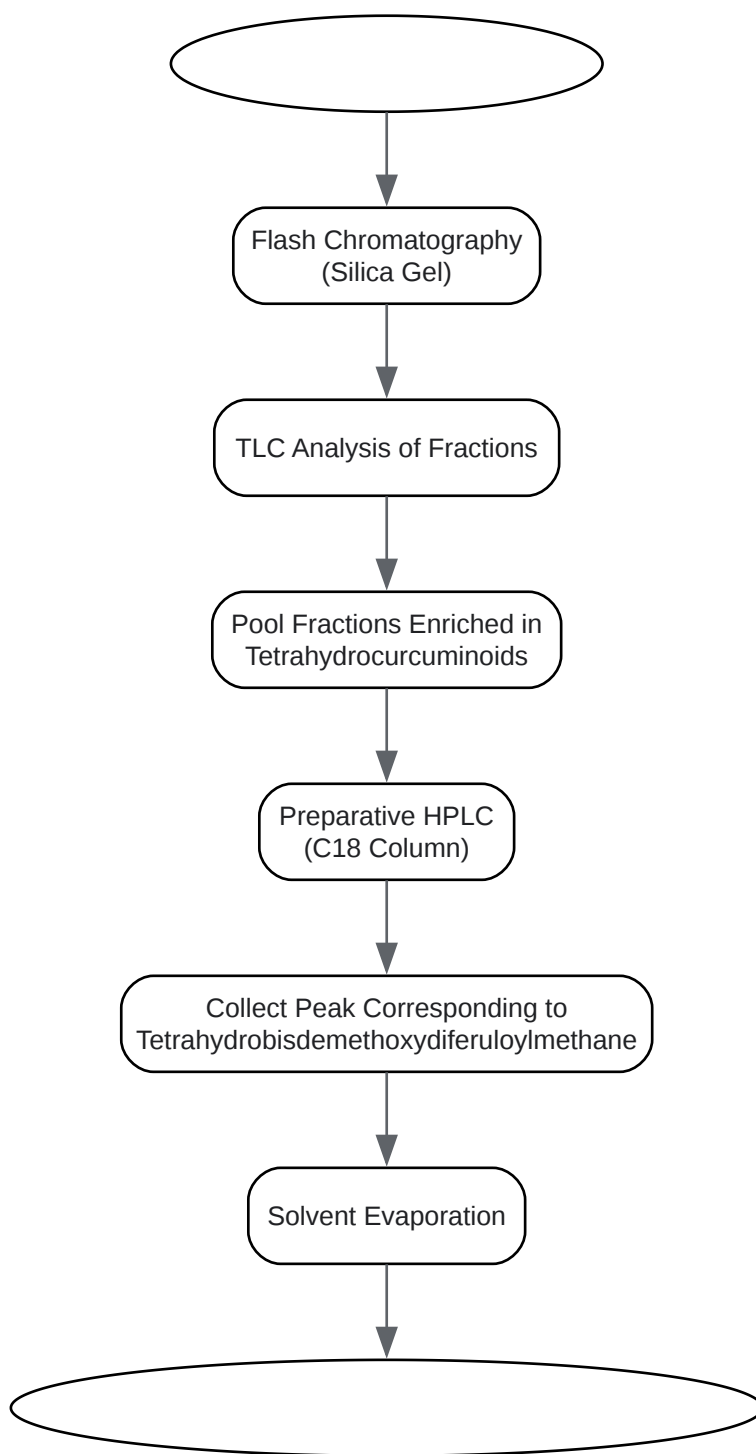 Flash Chromatography
(Silica Gel)
TLC Analysis of Fractions
Pool Fractions Enriched in
Tetrahydrocurcuminoids
Preparative HPLC
(C18 Column)
Collect Peak Corresponding to
Tetrahydrobisdemethoxydiferuloylmethane
Solvent Evaporation